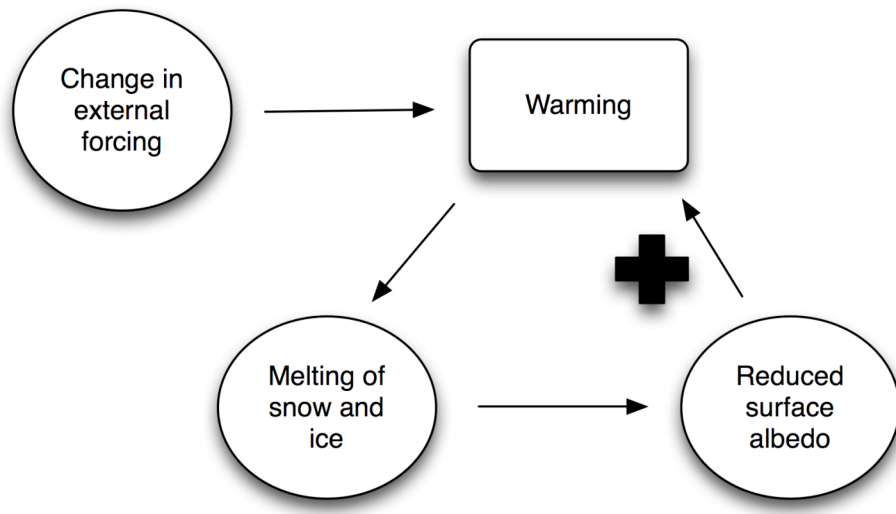 Change in
external
forcing
Warming
Melting of
snow and
ice
Reduced
surface
albedo